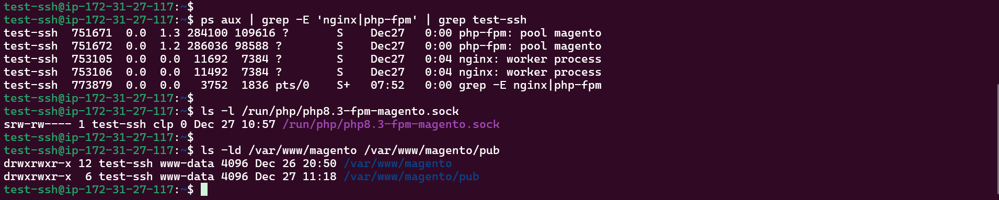 test-ssh@ip-172-31-27-117:~$
test-ssh@ip-172-31-27-117:~$ ps aux | grep -E 'nginx|php-fpm' | grep test-ssh
test-ssh  751671  0.0  1.3 284100 109616 ?       S    Dec27   0:00 php-fpm: pool magento
test-ssh  751672  0.0  1.2 286036 98588 ?        S    Dec27   0:00 php-fpm: pool magento
test-ssh  753105  0.0  0.0  11692  7384 ?        S    Dec27   0:04 nginx: worker process
test-ssh  753106  0.0  0.0  11492  7384 ?        S    Dec27   0:04 nginx: worker process
test-ssh  773879  0.0  0.0   3752  1836 pts/0    S+   07:52   0:00 grep -E nginx|php-fpm
test-ssh@ip-172-31-27-117:~$
test-ssh@ip-172-31-27-117:~$ ls -l /run/php/php8.3-fpm-magento.sock
srw-rw---- 1 test-ssh clp 0 Dec 27 10:57 /run/php/php8.3-fpm-magento.sock
test-ssh@ip-172-31-27-117:~$
test-ssh@ip-172-31-27-117:~$ ls -ld /var/www/magento /var/www/magento/pub
drwxrwxr-x 12 test-ssh www-data 4096 Dec 26 20:50 /var/www/magento
drwxrwxr-x  6 test-ssh www-data 4096 Dec 27 11:18 /var/www/magento/pub
test-ssh@ip-172-31-27-117:~$